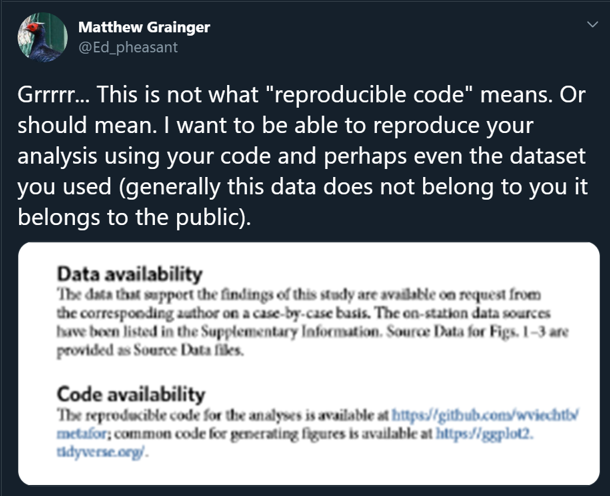 Matthew Grainger
@Ed_pheasant
Grrrrr... This is not what "reproducible code" means. Or
should mean. I want to be able to reproduce your
analysis using your code and perhaps even the dataset
you used (generally this data does not belong to you it
belongs to the public).
Data availability
The data that support the findings of this study are available on request from
the corresponding author on a case-by-case basis. The on-station data sources
have been listed in the Supplementary Information. Source Data for Figs. 1–3 are
provided as Source Data files.
Code availability
The reproducible code for the analyses is available at https://github.com/wviechtb/
metafor; common code for generating figures is available at https://ggplot2.
tidyverse.org/.